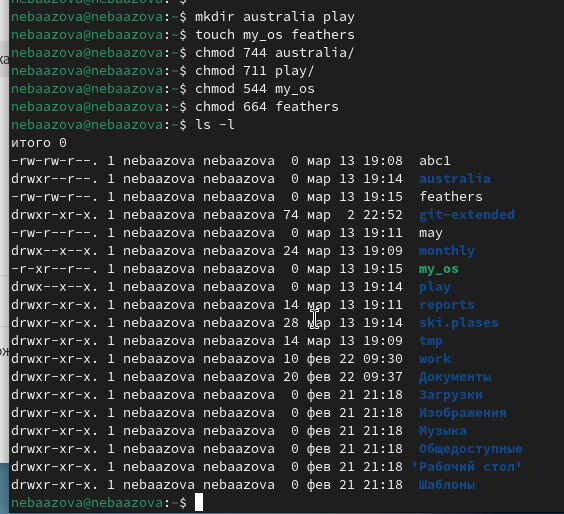 nebaazova@nebaazova:~$ mkdir australia play
nebaazova@nebaazova:~$ touch my_os feathers
nebaazova@nebaazova:~$ chmod 744 australia/
nebaazova@nebaazova:~$ chmod 711 play/
nebaazova@nebaazova:~$ chmod 544 my_os
nebaazova@nebaazova:~$ chmod 664 feathers
nebaazova@nebaazova:~$ ls -l
итого 0
-rw-rw-r--. 1 nebaazova nebaazova  0 мар 13 19:08  abc1
drwxr--r--. 1 nebaazova nebaazova  0 мар 13 19:14  australia
-rw-rw-r--. 1 nebaazova nebaazova  0 мар 13 19:15  feathers
drwxr-xr-x. 1 nebaazova nebaazova 74 мар  2 22:52  git-extended
-rw-r--r--. 1 nebaazova nebaazova  0 мар 13 19:11  may
drwx--x--x. 1 nebaazova nebaazova 24 мар 13 19:09  monthly
-r-xr--r--. 1 nebaazova nebaazova  0 мар 13 19:15  my_os
drwx--x--x. 1 nebaazova nebaazova  0 мар 13 19:14  play
drwxr-xr-x. 1 nebaazova nebaazova 14 мар 13 19:11  reports
drwxr-xr-x. 1 nebaazova nebaazova 28 мар 13 19:14  ski.plases
drwxr-xr-x. 1 nebaazova nebaazova 14 мар 13 19:09  tmp
drwxr-xr-x. 1 nebaazova nebaazova 10 фев 22 09:30  work
drwxr-xr-x. 1 nebaazova nebaazova 20 фев 22 09:37  Документы
drwxr-xr-x. 1 nebaazova nebaazova  0 фев 21 21:18  Загрузки
drwxr-xr-x. 1 nebaazova nebaazova  0 фев 21 21:18  Изображения
drwxr-xr-x. 1 nebaazova nebaazova  0 фев 21 21:18  Музыка
drwxr-xr-x. 1 nebaazova nebaazova  0 фев 21 21:18  Общедоступные
drwxr-xr-x. 1 nebaazova nebaazova  0 фев 21 21:18 'Рабочий стол'
drwxr-xr-x. 1 nebaazova nebaazova  0 фев 21 21:18  Шаблоны
nebaazova@nebaazova:~$